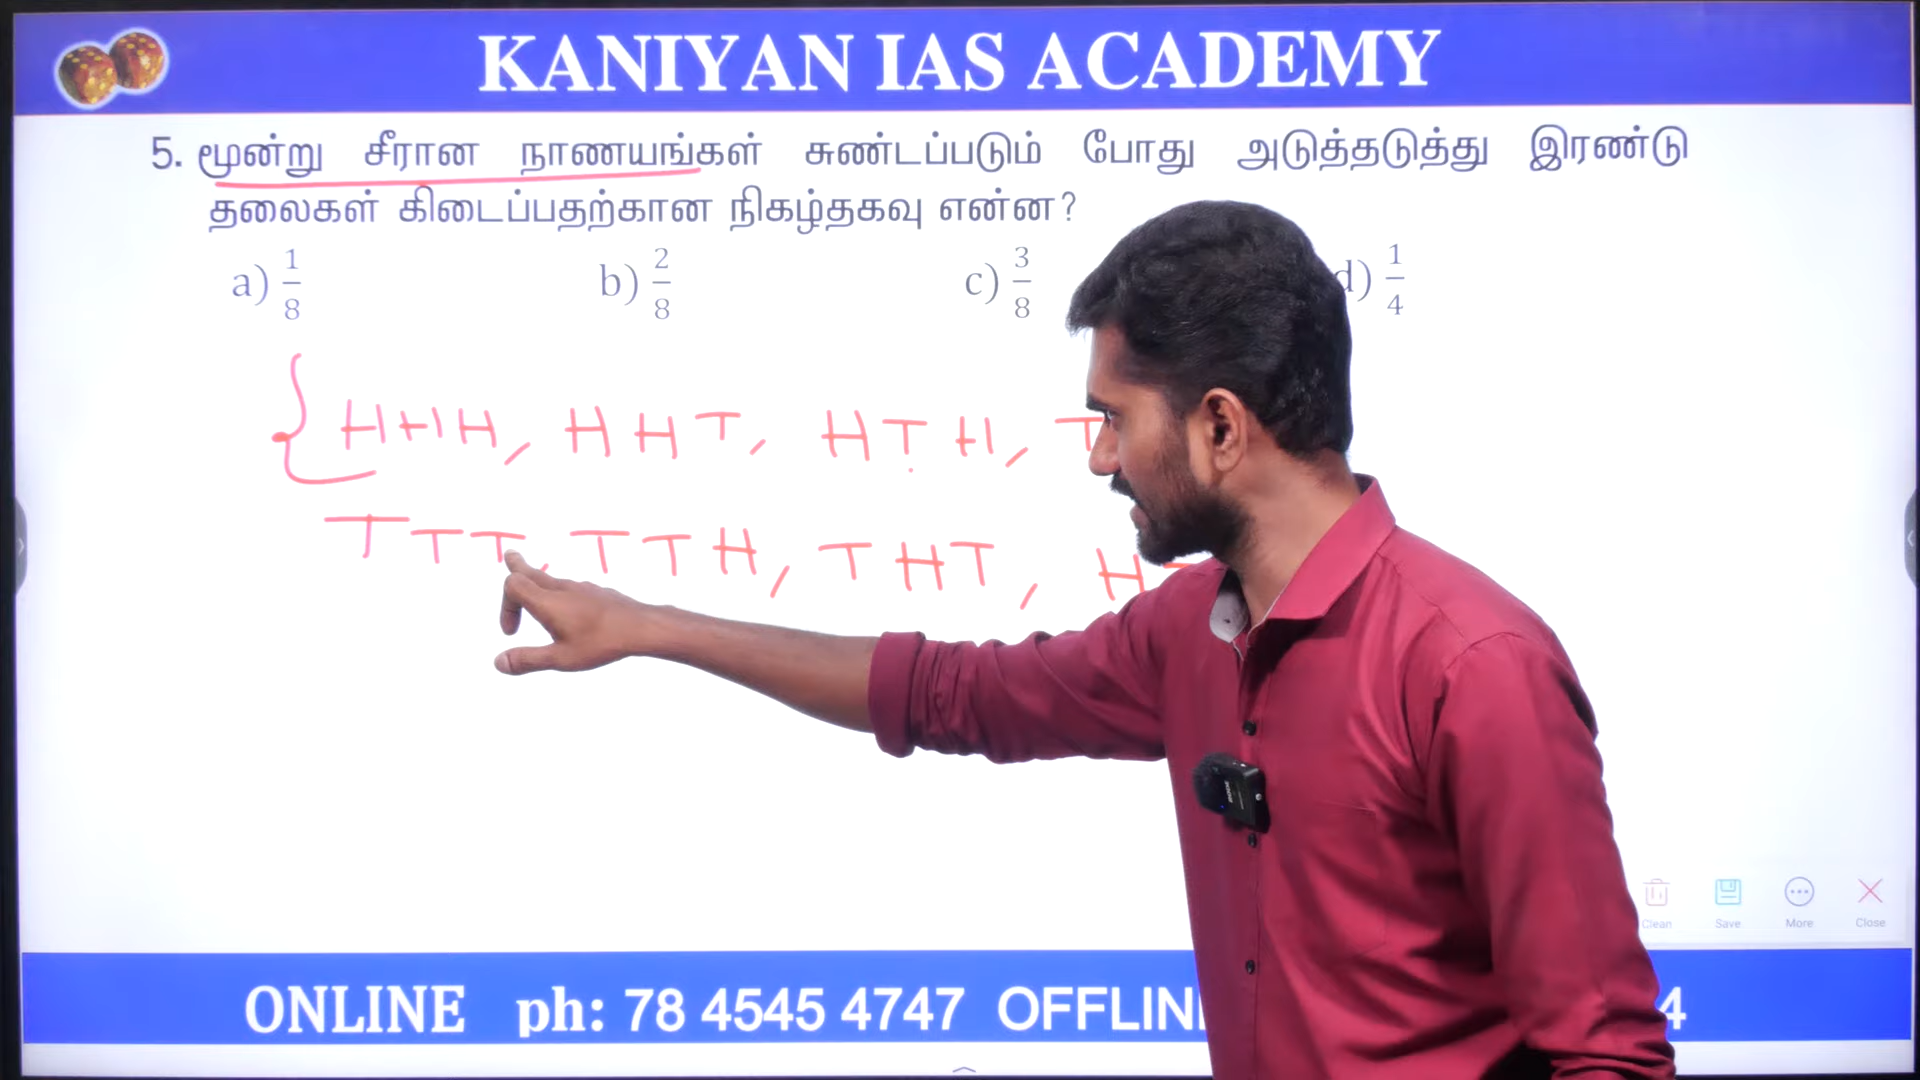 KANIYAN IAS ACADEMY
5. மூன்று சீரான நாணயங்கள் சுண்டப்படும் போது அடுத்தடுத்து இரண்டு
தலைகள் கிடைப்பதற்கான நிகழ்தகவு என்ன?
a) 1/8 b) 2/8 c) 3/8 d) 1/4
{ HHH, HHT, HTH, T
TTT, TTH, THT, H
Clean Save More Close
ONLINE ph: 78 4545 4747 4